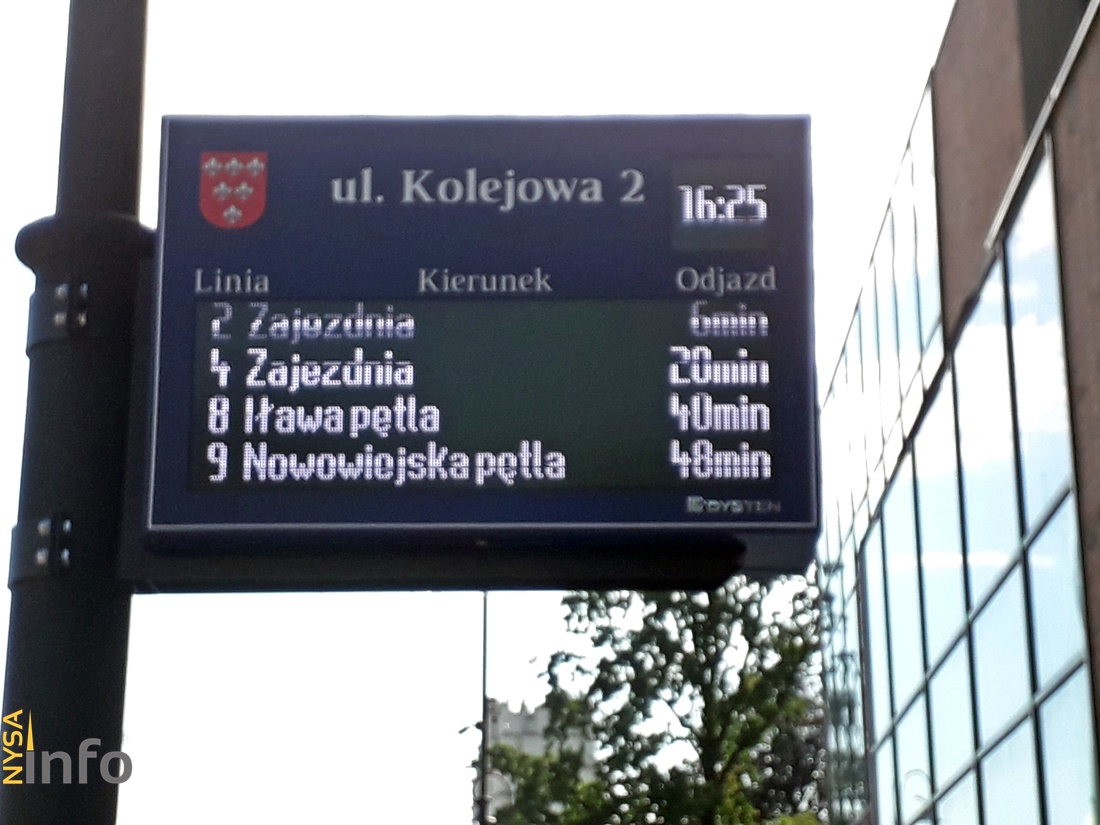 ul. Kolejowa 2 16:25
Linia Kierunek Odjazd
2 Zajezdnia 6min
4 Zajezdnia 20min
8 Iława pętla 40min
9 Nowowiejska pętla 48min
DYSTEN
NYSA
info